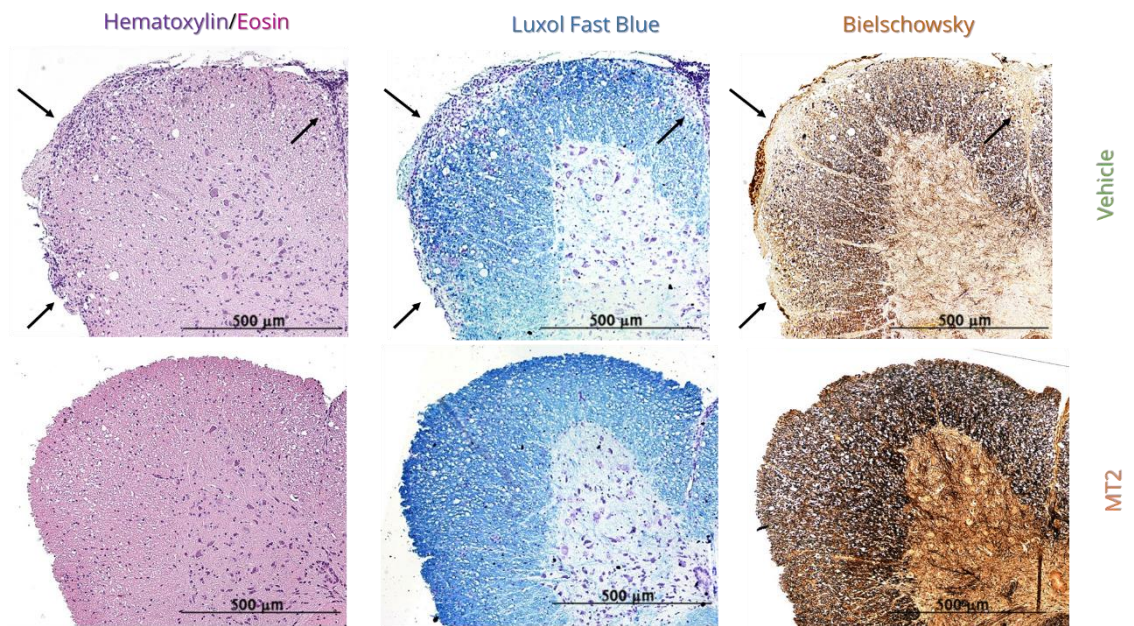 Hematoxylin/Eosin
Luxol Fast Blue
Bielschowsky
500 µm
500 µm
500 µm
Vehicle
500 µm
500 µm
500 µm
MT2